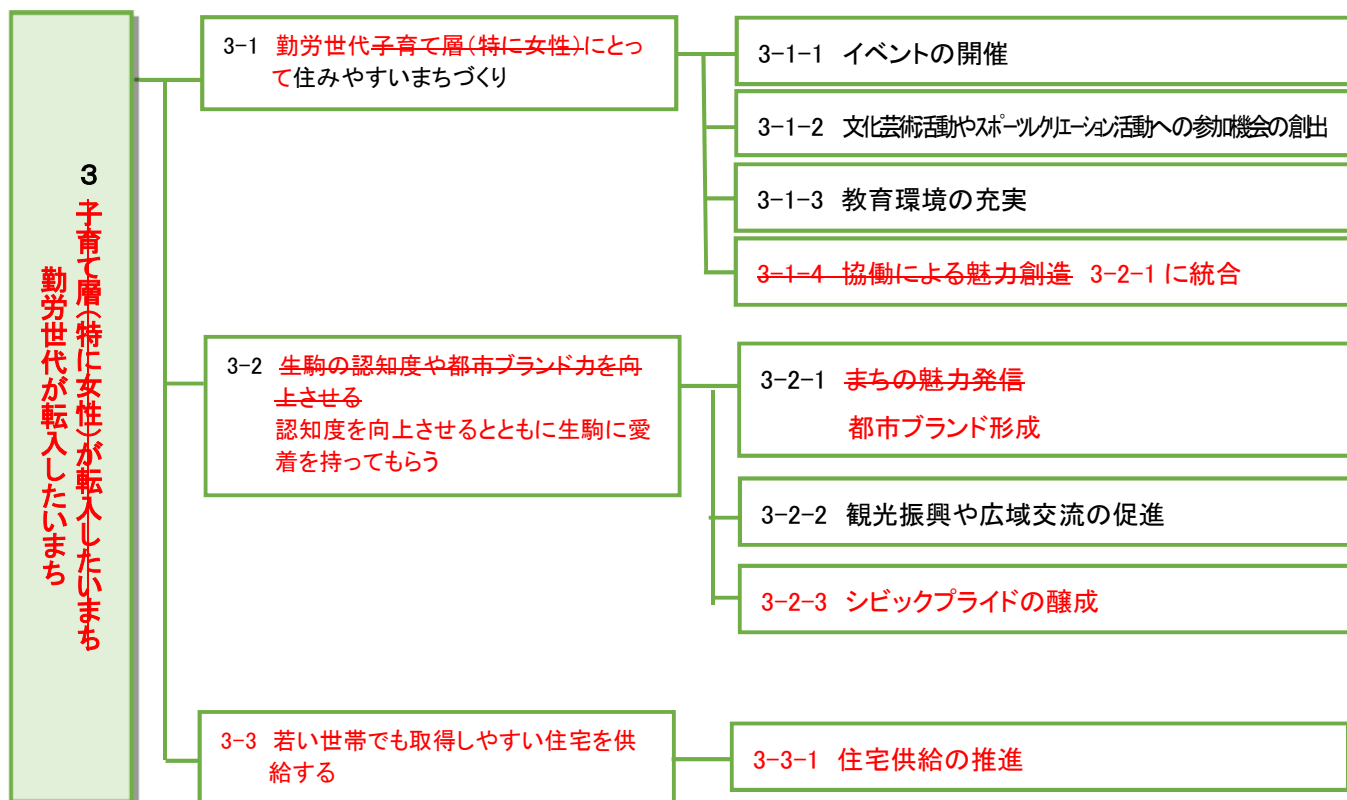 3
子育て層(特に女性)が転入したいまち
勤労世代が転入したいまち
3-1 勤労世代子育て層(特に女性)にとっ
て住みやすいまちづくり
3-1-1 イベントの開催
3-1-2 文化芸術活動やスポーツレクリエーション活動への参加機会の創出
3-1-3 教育環境の充実
3-1-4 協働による魅力創造 3-2-1 に統合
3-2 生駒の認知度や都市ブランド力を向
上させる
認知度を向上させるとともに生駒に愛
着を持ってもらう
3-2-1 まちの魅力発信
都市ブランド形成
3-2-2 観光振興や広域交流の促進
3-2-3 シビックプライドの醸成
3-3 若い世帯でも取得しやすい住宅を供
給する
3-3-1 住宅供給の推進